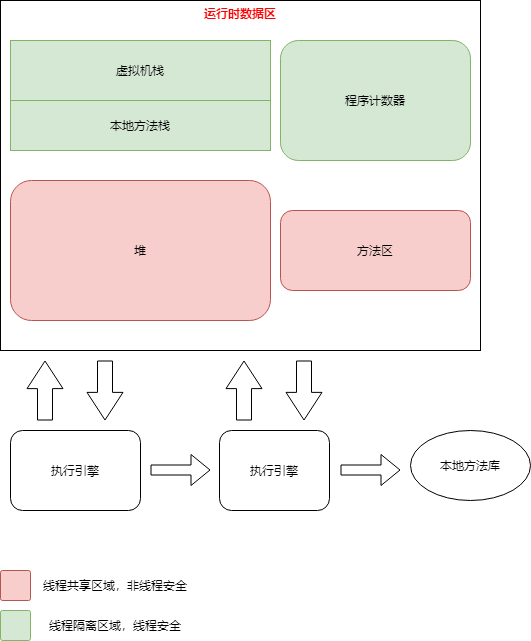 运行时数据区
虚拟机栈
程序计数器
本地方法栈
堆
方法区
执行引擎
执行引擎
本地方法库
线程共享区域，非线程安全
线程隔离区域，线程安全